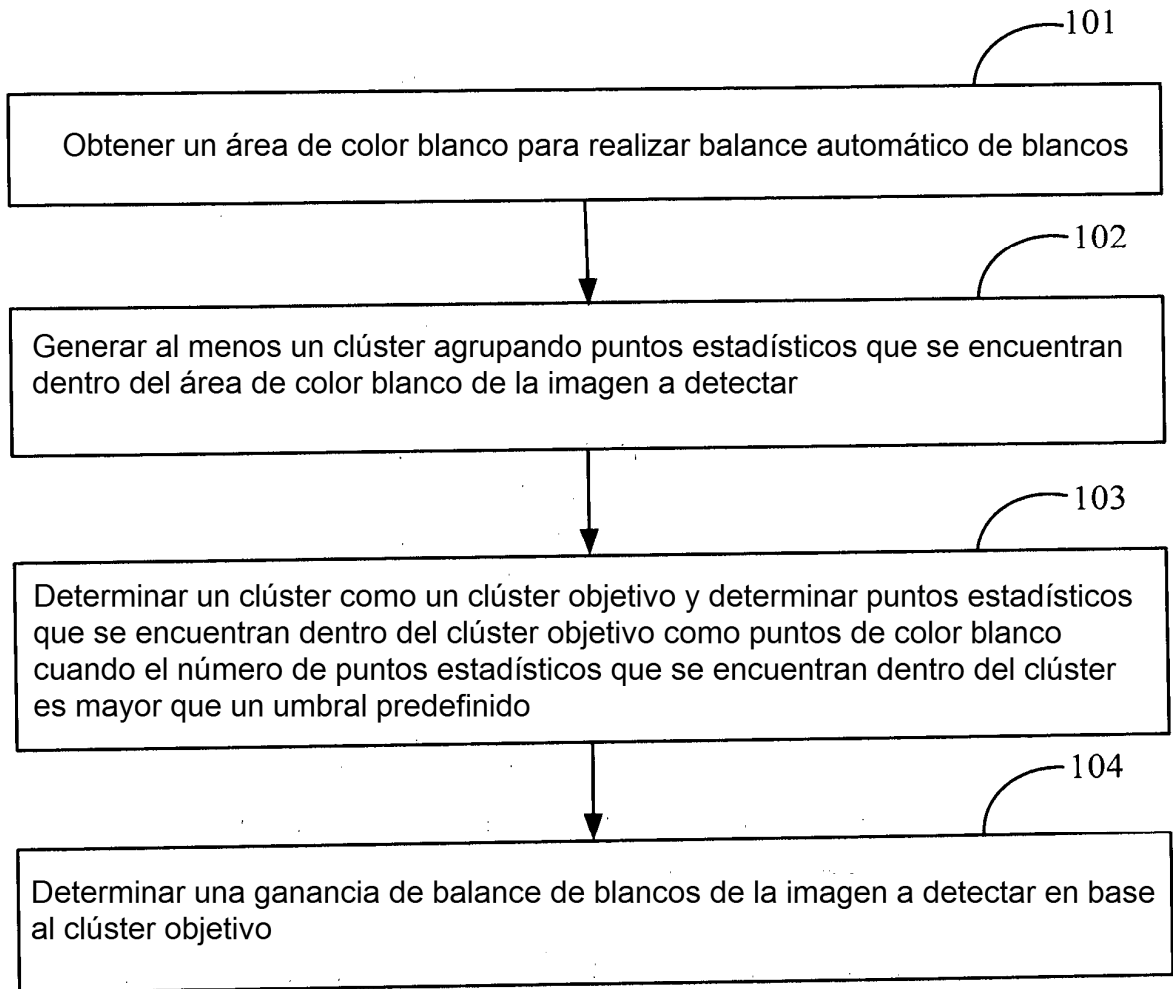 101
Obtener un área de color blanco para realizar balance automático de blancos
102
Generar al menos un clúster agrupando puntos estadísticos que se encuentran
dentro del área de color blanco de la imagen a detectar
103
Determinar un clúster como un clúster objetivo y determinar puntos estadísticos
que se encuentran dentro del clúster objetivo como puntos de color blanco
cuando el número de puntos estadísticos que se encuentran dentro del clúster
es mayor que un umbral predefinido
104
Determinar una ganancia de balance de blancos de la imagen a detectar en base
al clúster objetivo